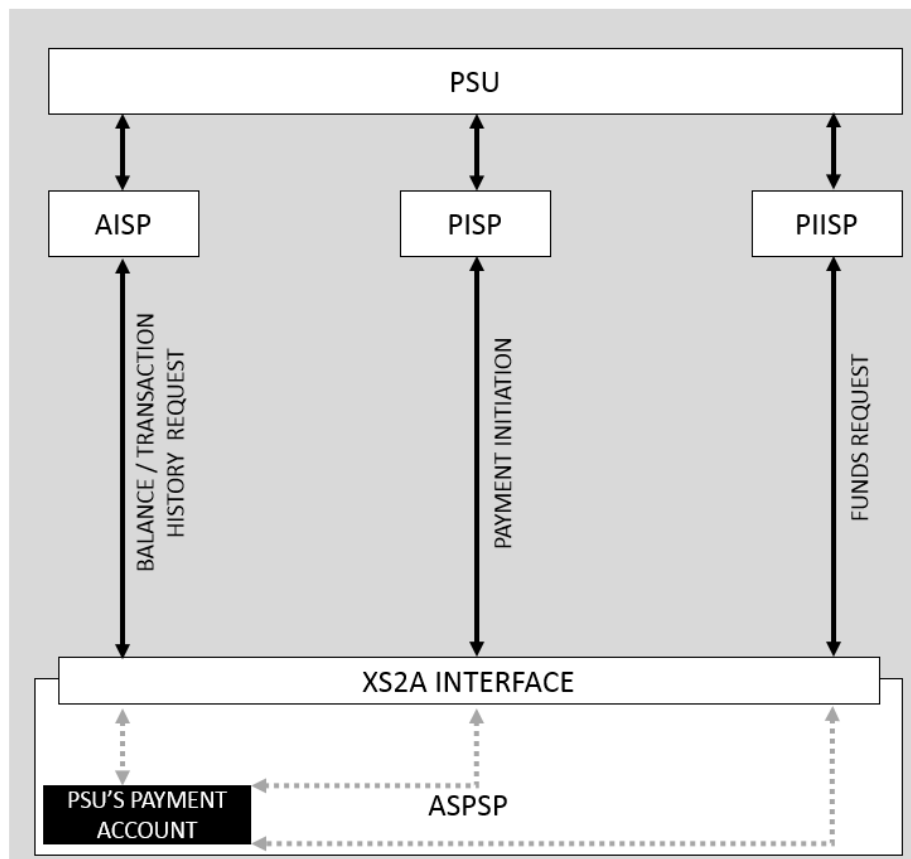 PSU
AISP
PISP
PIISP
BALANCE / TRANSACTION
HISTORY REQUEST
PAYMENT INITIATION
FUNDS REQUEST
XS2A INTERFACE
PSU'S PAYMENT
ACCOUNT
ASPSP